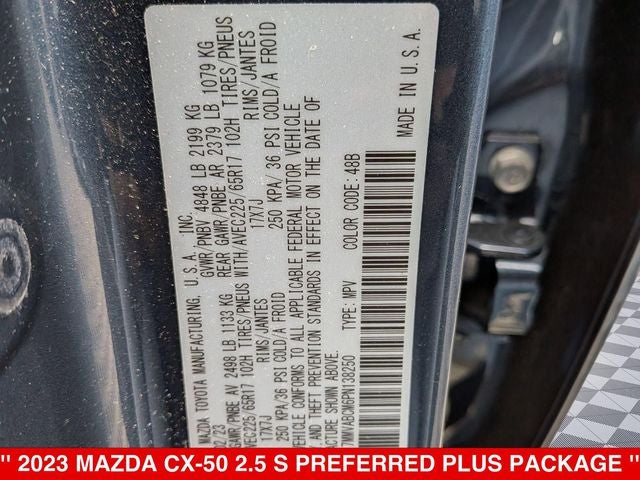 MAZDA TOYOTA MANUFACTURING, U.S.A., INC.
2/23 GVWR/PNBV 4848 LB 2199 KG
GAWR/PNBE AV 2498 LB 1133 KG REAR GAWR/PNBE AR 2379 LB 1079 KG
AVEC225/65R17 102H TIRES/PNEUS WITH/AVEC225/65R17 102H TIRES/PNEUS
17X7J RIMS/JANTES 17X7J RIMS/JANTES
250 KPA/36 PSI COLD/A FROID 250 KPA/36 PSI COLD/A FROID
VEHICLE CONFORMS TO ALL APPLICABLE FEDERAL MOTOR VEHICLE
AND THEFT PREVENTION STANDARDS IN EFFECT ON THE DATE OF
SHOWN ABOVE.
7MMVABCM6PN138250 TYPE: MPV COLOR CODE: 48B
MADE IN U.S.A.
" 2023 MAZDA CX-50 2.5 S PREFERRED PLUS PACKAGE "